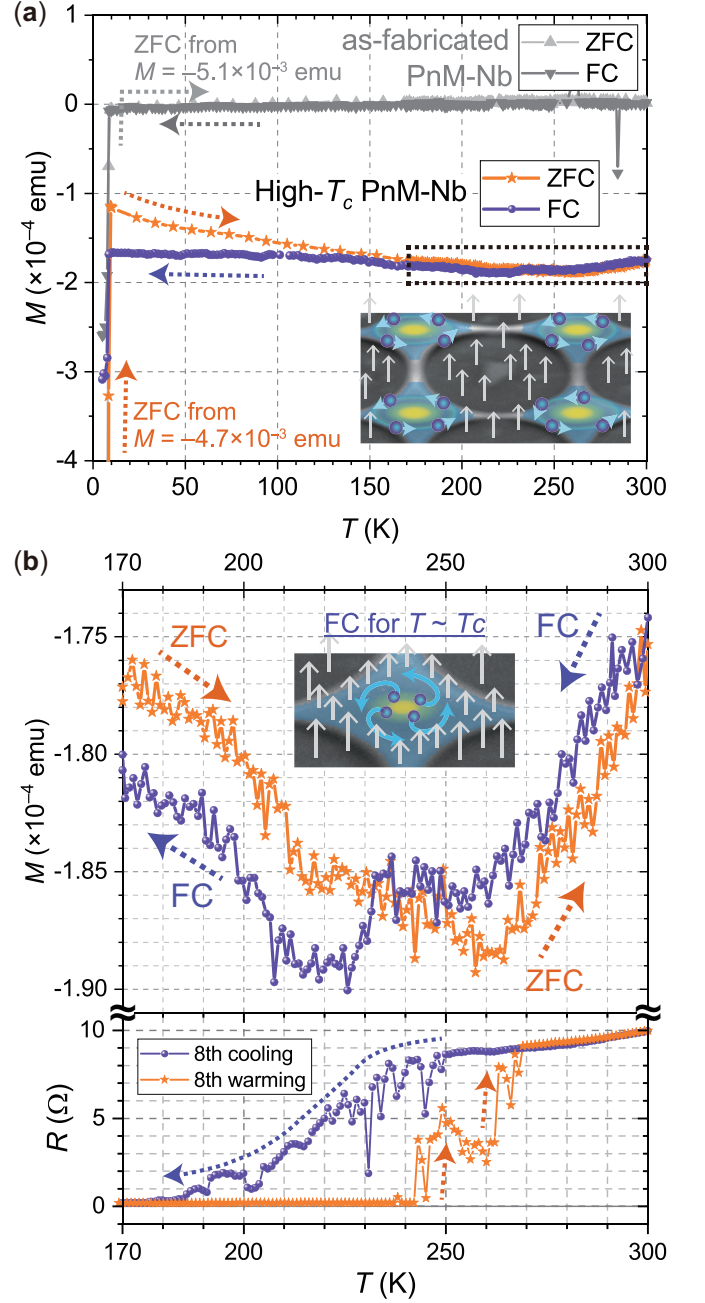 (a)
ZFC from
M = –5.1×10⁻³ emu
as-fabricated
PnM-Nb
ZFC
FC
High-Tc PnM-Nb
ZFC
FC
ZFC from
M = –4.7×10⁻³ emu
M (×10⁻⁴ emu)
1
0
-1
-2
-3
-4
0 50 100 150 200 250 300
T (K)
(b)
170 200 250 300
ZFC
FC for T ~ Tc
FC
FC
ZFC
M (×10⁻⁴ emu)
-1.75
-1.80
-1.85
-1.90
8th cooling
8th warming
R (Ω)
10
5
0
170 200 250 300
T (K)